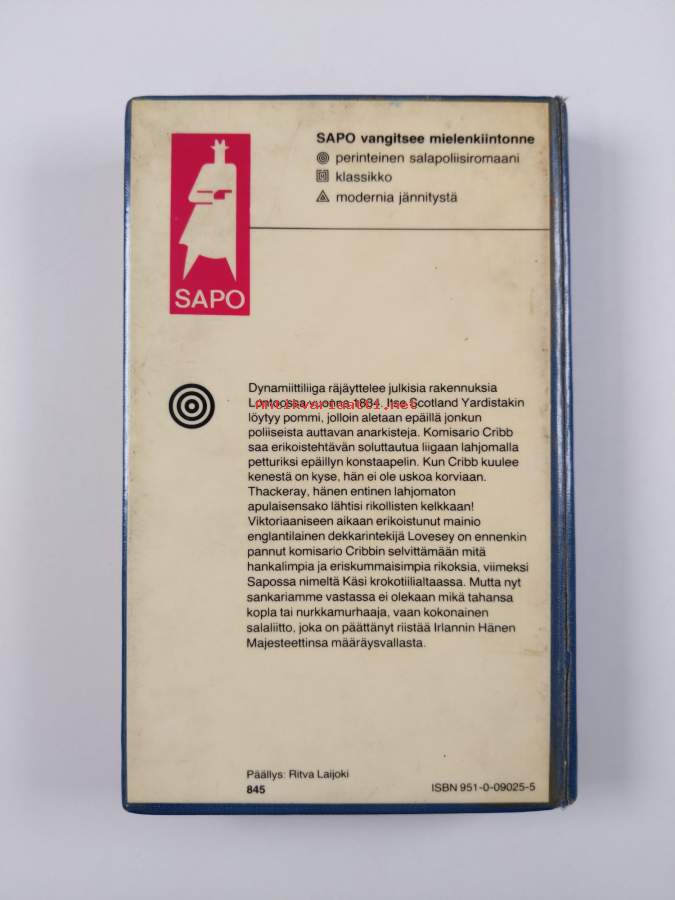 SAPO vangitsee mielenkiintonne
perinteinen salapoliisiromaani
klassikko
modernia jännitystä
SAPO
Dynamiittiliiga räjäyttelee julkisia rakennuksia
Lontoossa vuonna 1884. Itse Scotland Yardistakin
Antikvariaatti.net
löytyy pommi, jolloin aletaan epäillä jonkun
poliiseista auttavan anarkisteja. Komisario Cribb
saa erikoistehtävän soluttautua liigaan lahjomalla
petturiksi epäillyn konstaapelin. Kun Cribb kuulee
kenestä on kyse, hän ei ole uskoa korviaan.
Thackeray, hänen entinen lahjomaton
apulaisensako lähtisi rikollisten kelkkaan!
Viktoriaaniseen aikaan erikoistunut mainio
englantilainen dekkarintekijä Lovesey on ennenkin
pannut komisario Cribbin selvittämään mitä
hankalimpia ja eriskummaisimpia rikoksia, viimeksi
Sapossa nimeltä Käsi krokotiilialtaassa. Mutta nyt
sankariamme vastassa ei olekaan mikä tahansa
kopla tai nurkkamurhaaja, vaan kokonainen
salaliitto, joka on päättänyt riistää Irlannin Hänen
Majesteettinsa määräysvallasta.
Päällys: Ritva Laijoki
845
ISBN 951-0-09025-5